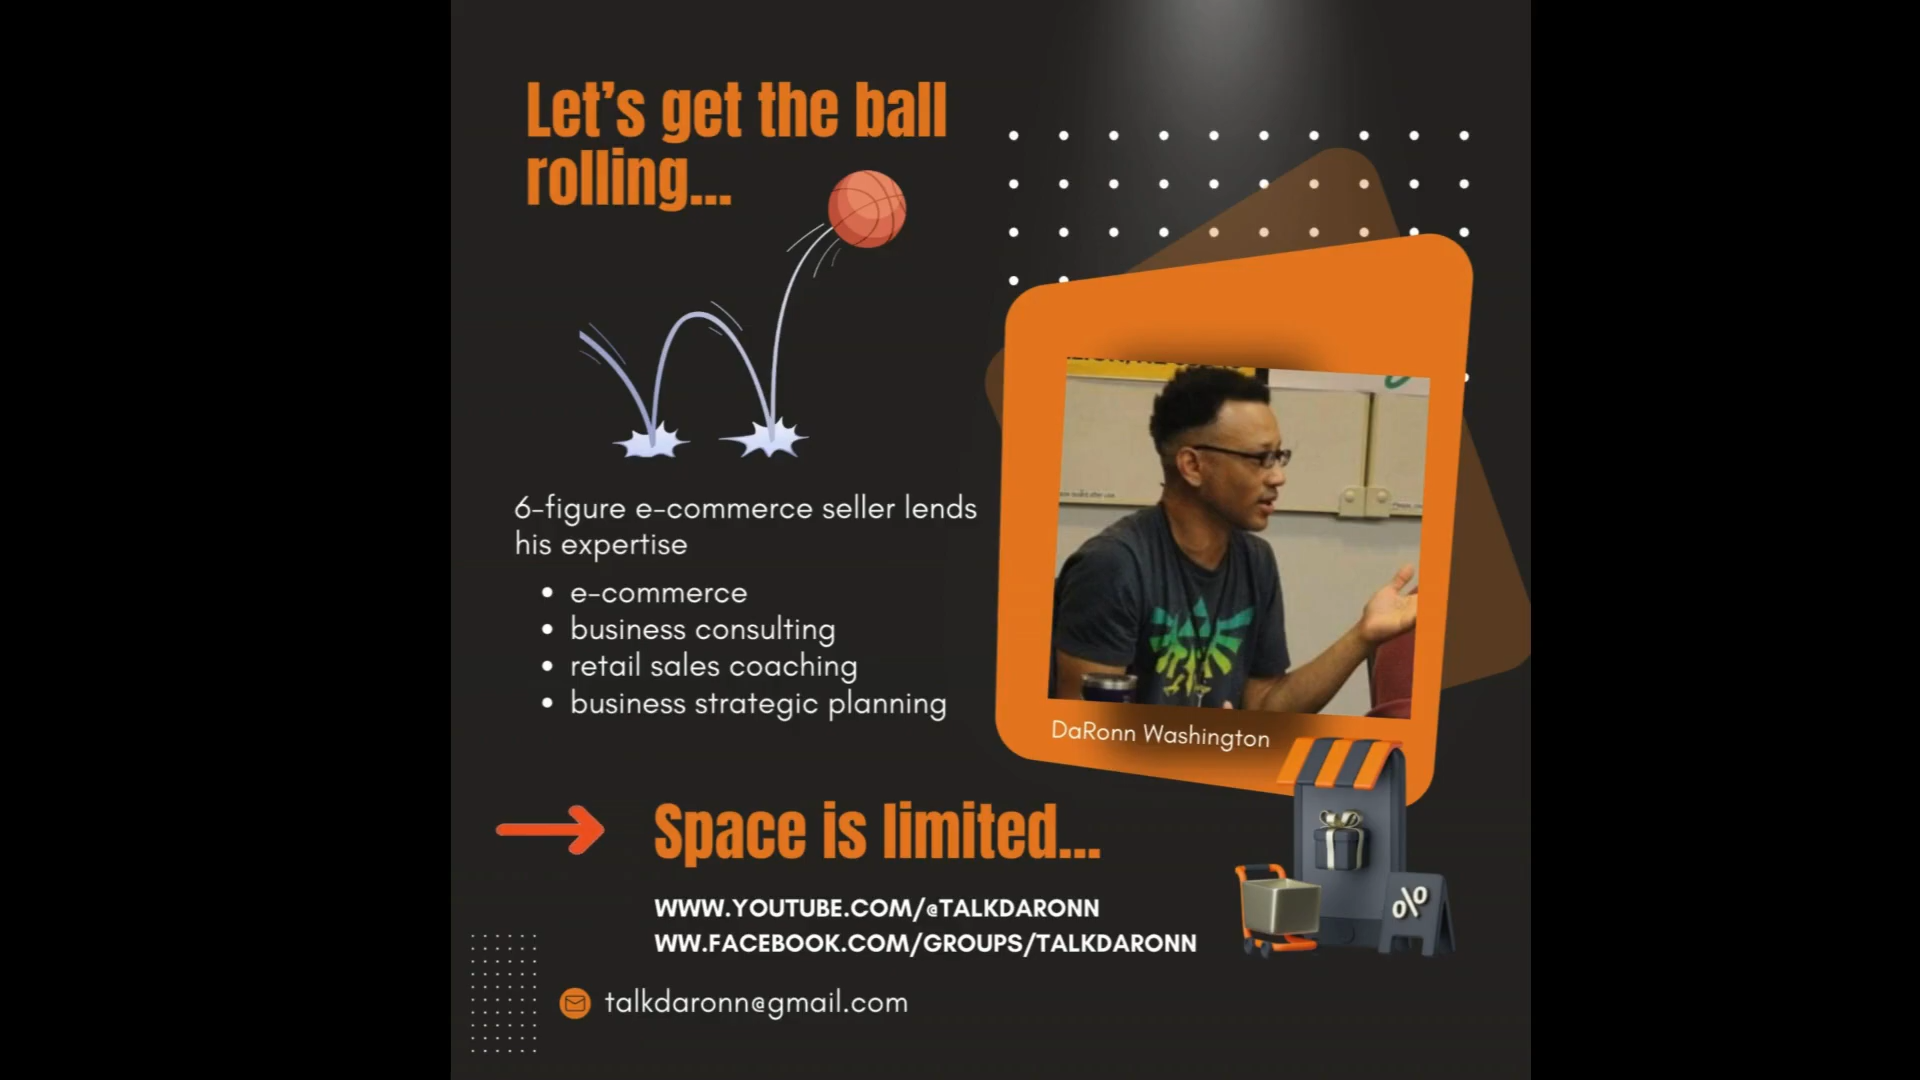 Let's get the ball
rolling...
6-figure e-commerce seller lends
his expertise
• e-commerce
• business consulting
• retail sales coaching
• business strategic planning
DaRonn Washington
Space is limited...
WWW.YOUTUBE.COM/@TALKDARONN
WW.FACEBOOK.COM/GROUPS/TALKDARONN
talkdaronn@gmail.com
%